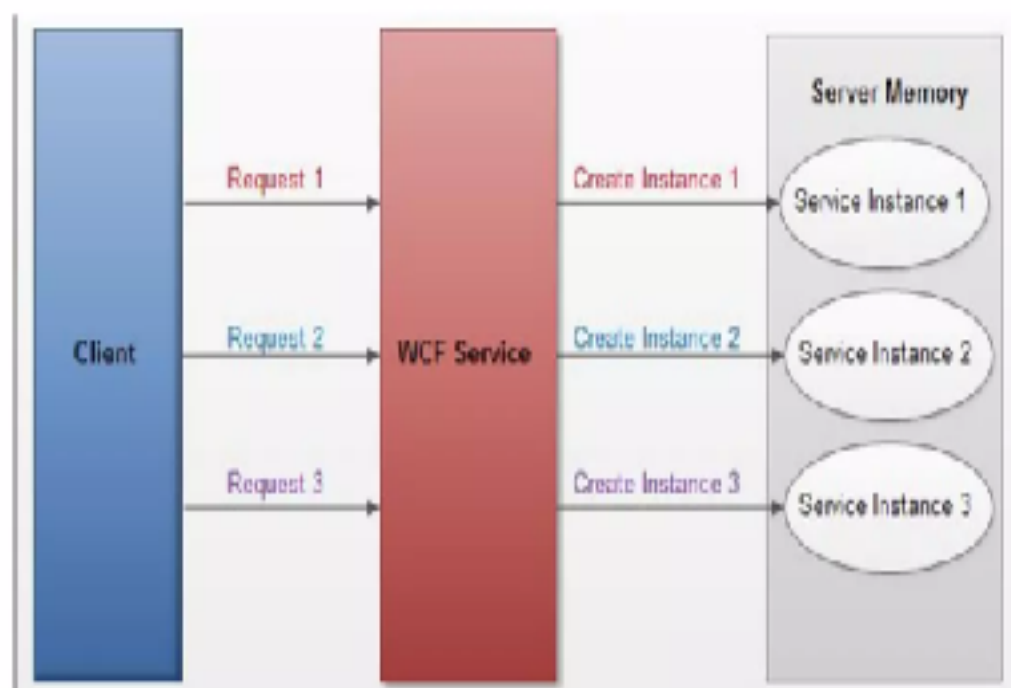 Server Memory
Request 1
Create Instance 1
Service Instance 1
Client
Request 2
WCF Service
Create Instance 2
Service Instance 2
Request 3
Create Instance 3
Service Instance 3